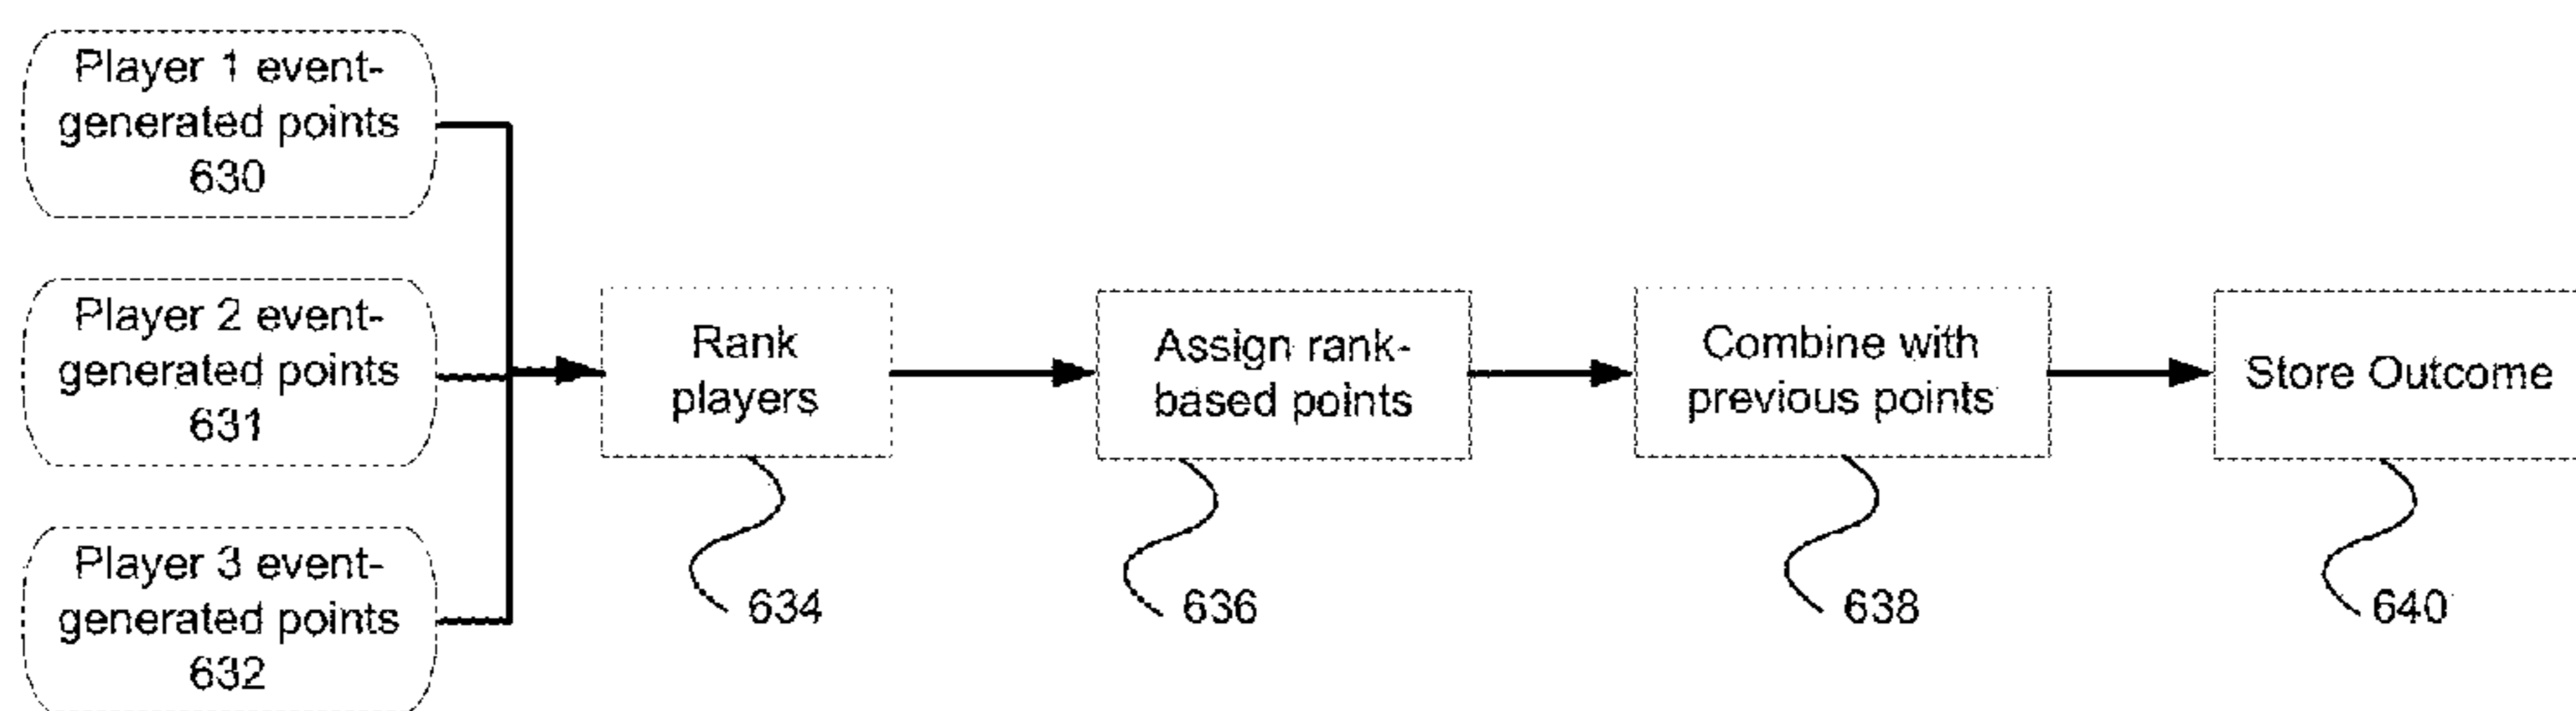 Player 1 event-
generated points
630
Player 2 event-
generated points
631
Player 3 event-
generated points
632
Rank
players
634
Assign rank-
based points
636
Combine with
previous points
638
Store Outcome
640